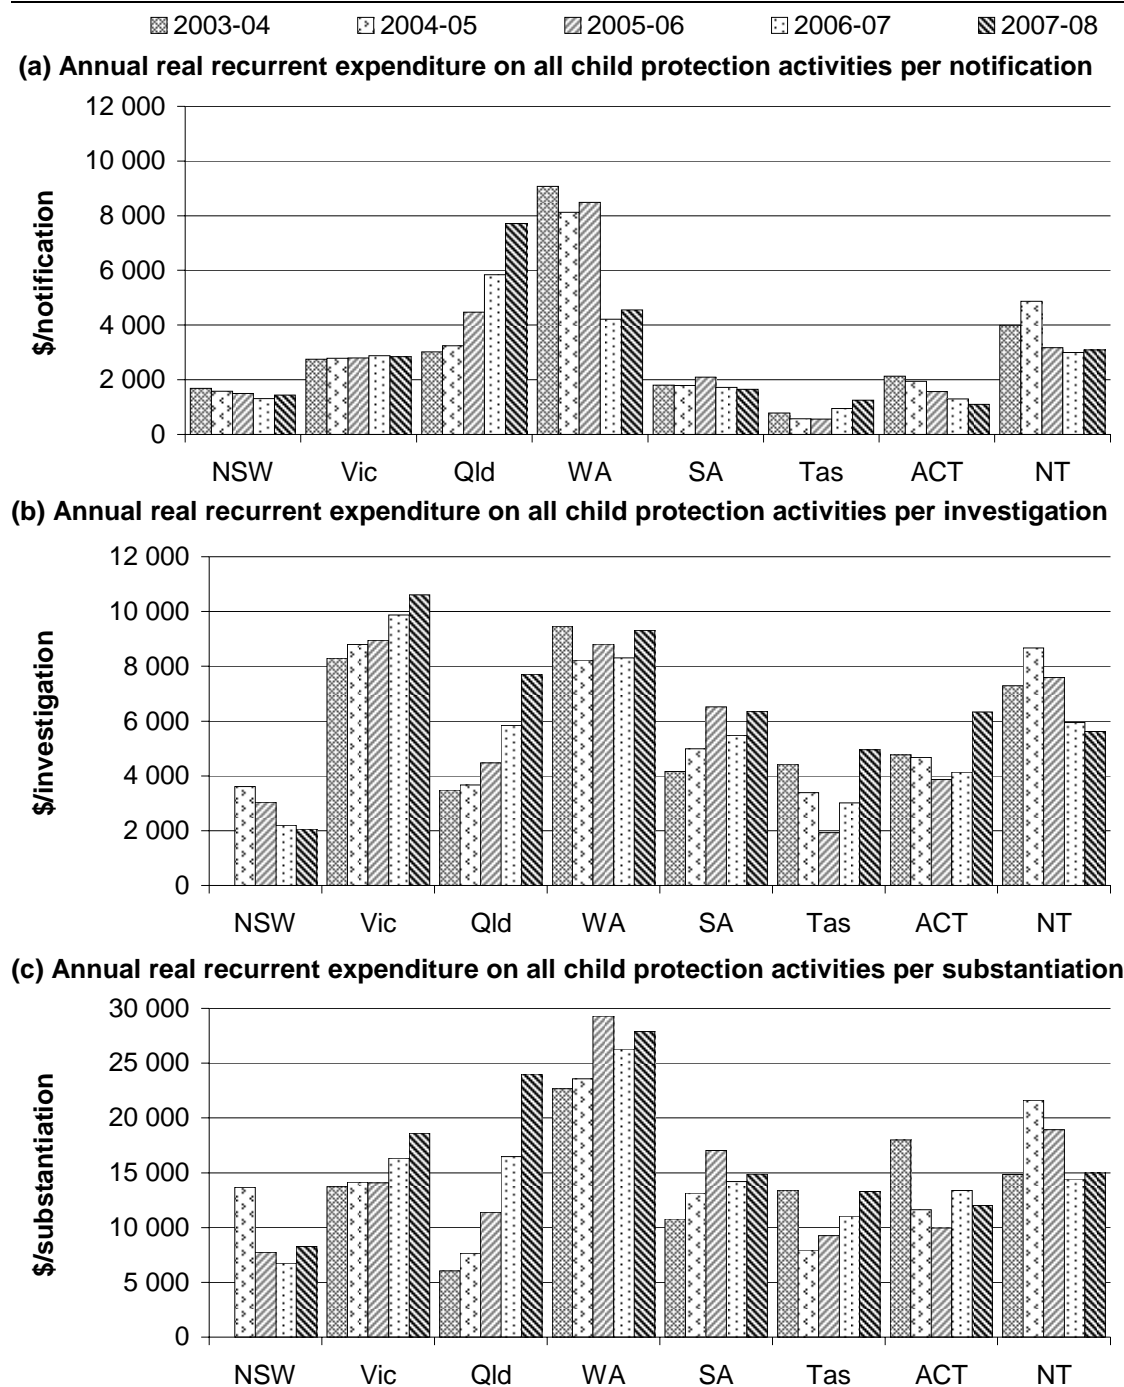 2003-04 2004-05 2005-06 2006-07 2007-08
(a) Annual real recurrent expenditure on all child protection activities per notification
$/notification
12 000
10 000
8 000
6 000
4 000
2 000
0
NSW Vic Qld WA SA Tas ACT NT
(b) Annual real recurrent expenditure on all child protection activities per investigation
$/investigation
12 000
10 000
8 000
6 000
4 000
2 000
0
NSW Vic Qld WA SA Tas ACT NT
(c) Annual real recurrent expenditure on all child protection activities per substantiation
$/substantiation
30 000
25 000
20 000
15 000
10 000
5 000
0
NSW Vic Qld WA SA Tas ACT NT